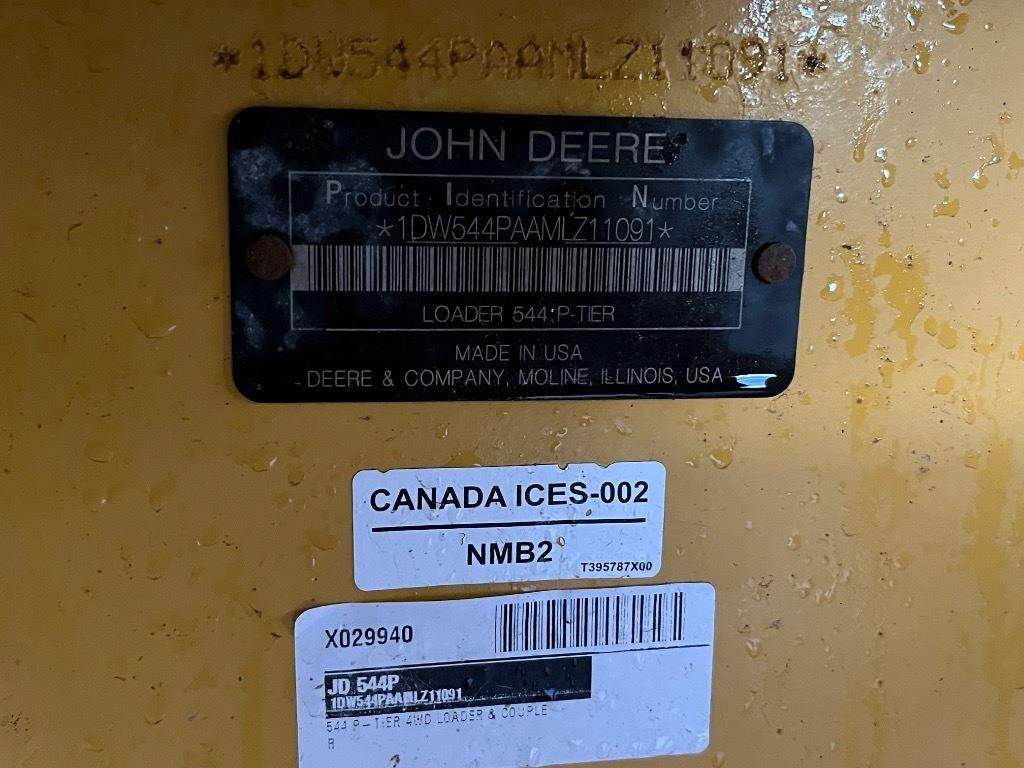 *1DW544PAAMLZ11091*
JOHN DEERE
Product Identification Number
*1DW544PAAMLZ11091*
LOADER 544 P-TIER
MADE IN USA
DEERE & COMPANY, MOLINE, ILLINOIS, USA
CANADA ICES-002
NMB2
T395787X00
X029940
JD 544P
1DW544PAAMLZ11091
544 P-TIER 4WD LOADER & COUPLE
R